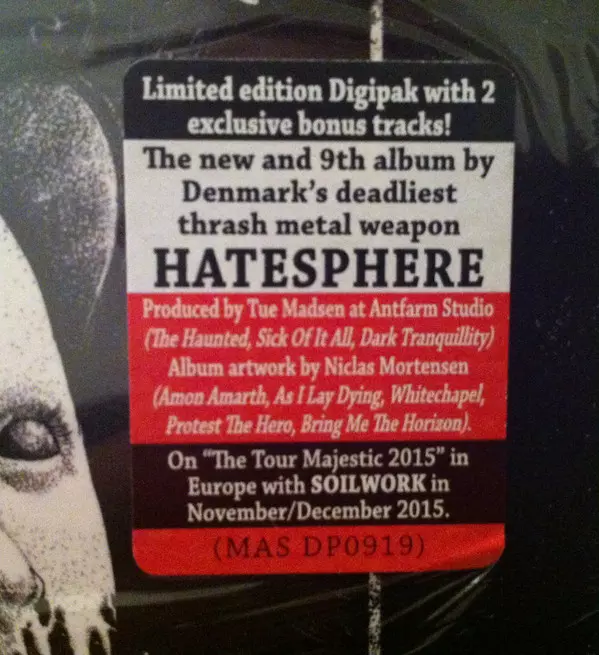 Limited edition Digipak with 2
exclusive bonus tracks!
The new and 9th album by
Denmark's deadliest
thrash metal weapon
HATESPHERE
Produced by Tue Madsen at Antfarm Studio
(The Haunted, Sick Of It All, Dark Tranquillity)
Album artwork by Niclas Mortensen
(Amon Amarth, As I Lay Dying, Whitechapel,
Protest The Hero, Bring Me The Horizon).
On “The Tour Majestic 2015” in
Europe with SOILWORK in
November/December 2015.
(MAS DP0919)